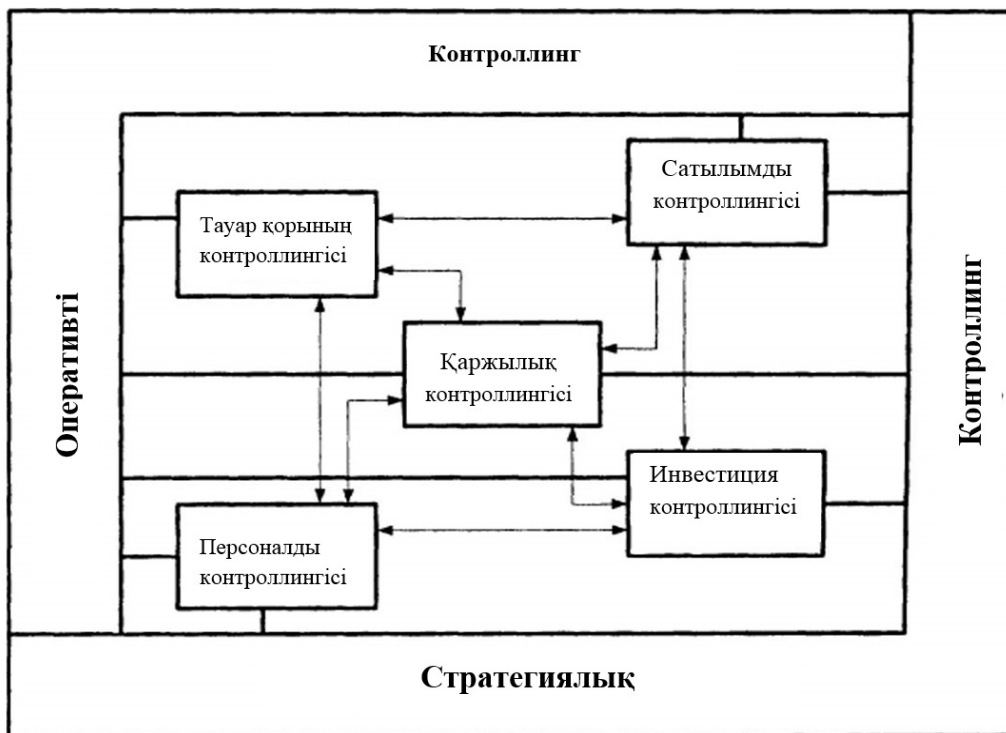 Контроллинг
Сатылымды
контроллингісі
Тауар қорының
контроллингісі
Қаржылық
контроллингісі
Инвестиция
контроллингісі
Персоналды
контроллингісі
Оперативті
Контроллинг
Стратегиялық